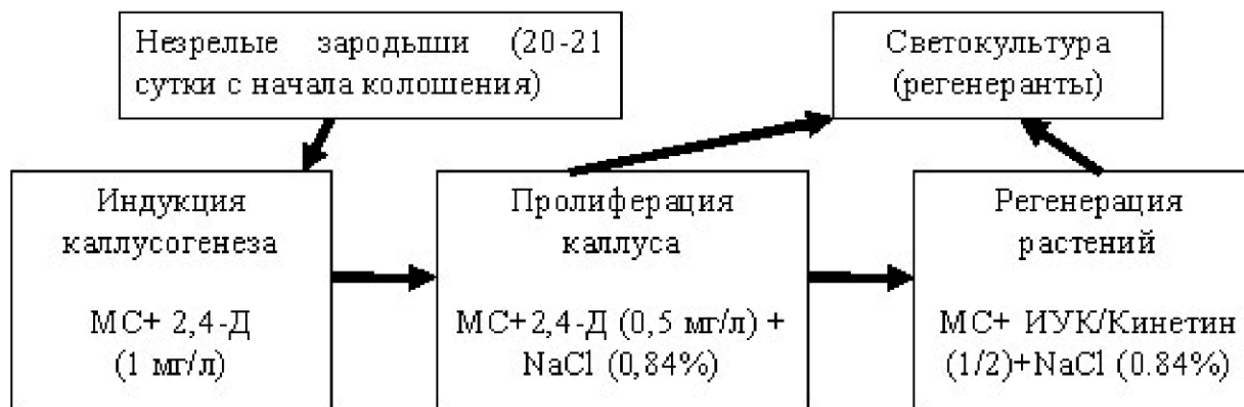 Незрелые зародыши (20-21
сутки с начала колошения)
Светокультура
(регенеранты)
Индукция
каллусогенеза
МС+ 2,4-Д
(1 мг/л)
Пролиферация
каллуса
МС+2,4-Д (0,5 мг/л) +
NaCl (0,84%)
Регенерация
растений
МС+ ИУК/Кинетин
(1/2)+NaCl (0.84%)